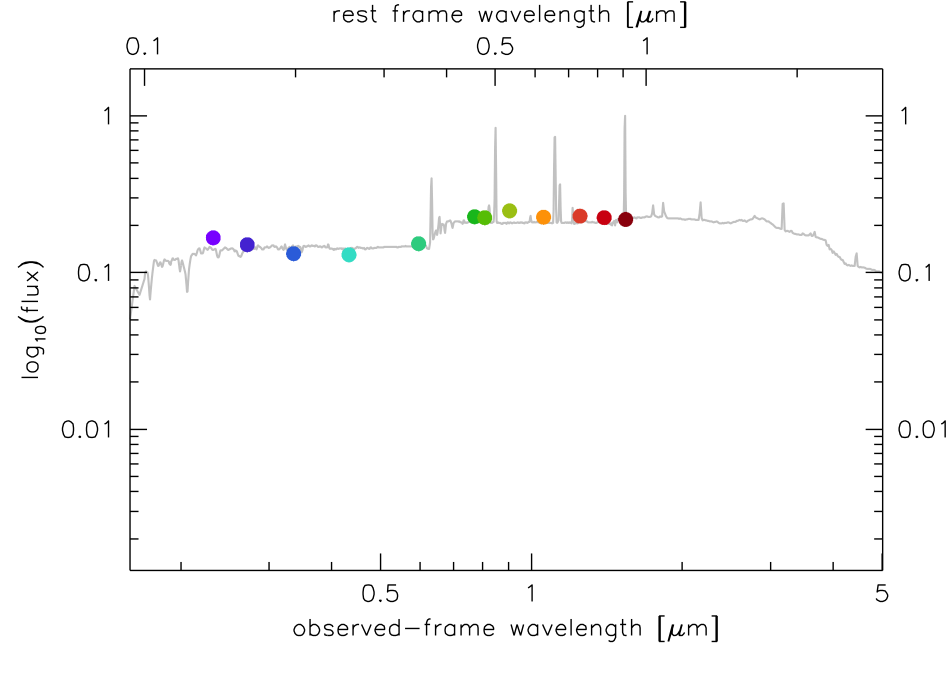 rest frame wavelength [μm]
0.1 0.5 1
1 1
0.1 0.1
log10(flux)
0.01 0.01
0.5 1 5
observed-frame wavelength [μm]